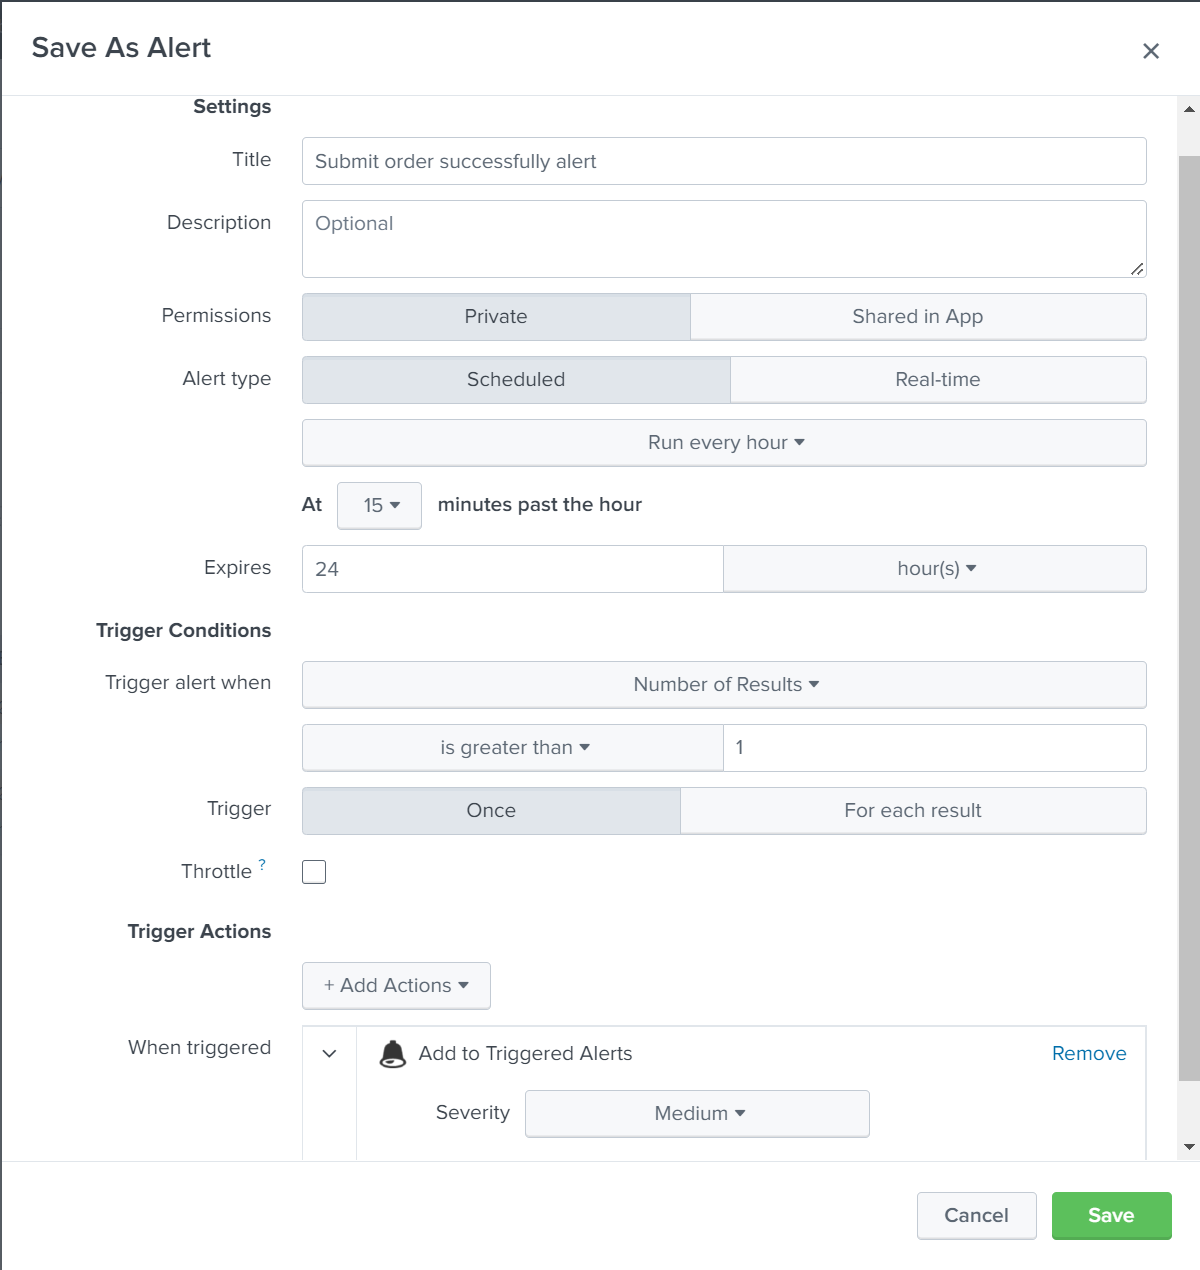 Save As Alert
Settings
Title
Submit order successfully alert
Description
Optional
Permissions
Private
Shared in App
Alert type
Scheduled
Real-time
Run every hour
At 15 minutes past the hour
Expires
24
hour(s)
Trigger Conditions
Trigger alert when
Number of Results
is greater than
1
Trigger
Once
For each result
Throttle ?
Trigger Actions
+ Add Actions
When triggered
Add to Triggered Alerts
Remove
Severity
Medium
Cancel
Save